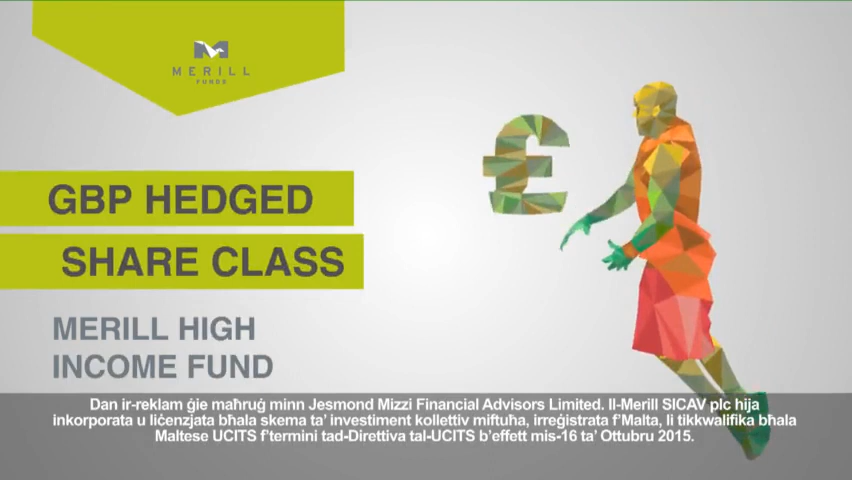 MERILL
FUNDS
GBP HEDGED
SHARE CLASS
MERILL HIGH
INCOME FUND
£
Dan ir-reklam ġie maħruġ minn Jesmond Mizzi Financial Advisors Limited. Il-Merill SICAV plc hija
inkorporata u liċenzjata bħala skema ta' investiment kollettiv miftuħa, irreġistrata f'Malta, li tikkwalifika bħala
Maltese UCITS f'termini tad-Direttiva tal-UCITS b'effett mis-16 ta' Ottubru 2015.